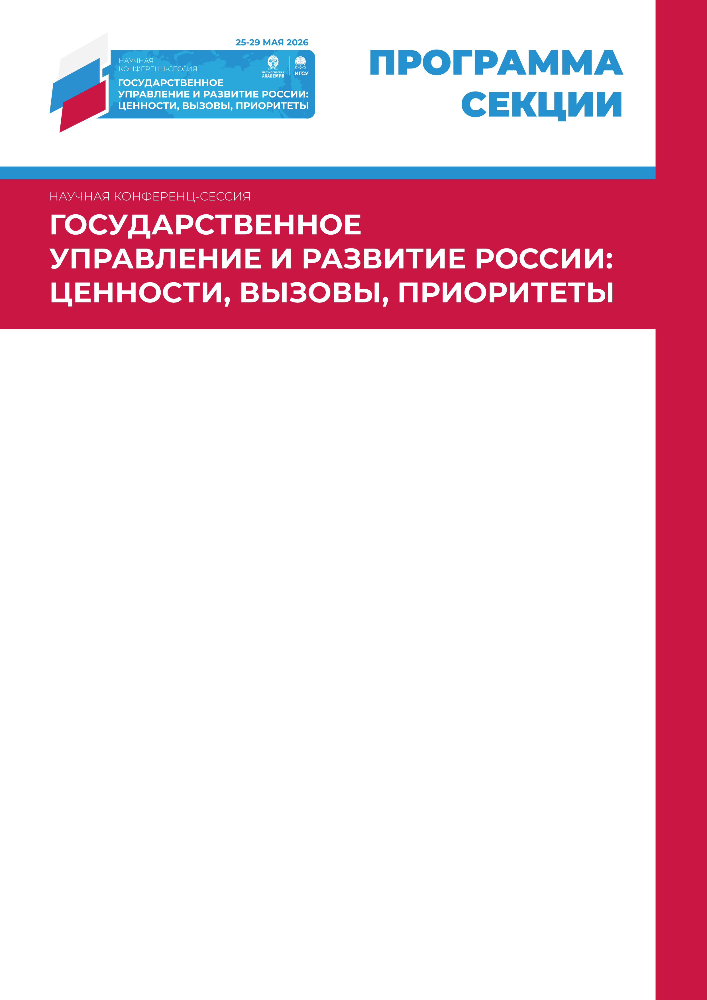 25-29 МАЯ 2026
НАУЧНАЯ
КОНФЕРЕНЦ-СЕССИЯ
ПРЕЗИДЕНТСКАЯ
АКАДЕМИЯ
ИГСУ
ГОСУДАРСТВЕННОЕ
УПРАВЛЕНИЕ И РАЗВИТИЕ РОССИИ:
ЦЕННОСТИ, ВЫЗОВЫ, ПРИОРИТЕТЫ
ПРОГРАММА
СЕКЦИИ
НАУЧНАЯ КОНФЕРЕНЦ-СЕССИЯ
ГОСУДАРСТВЕННОЕ
УПРАВЛЕНИЕ И РАЗВИТИЕ РОССИИ:
ЦЕННОСТИ, ВЫЗОВЫ, ПРИОРИТЕТЫ